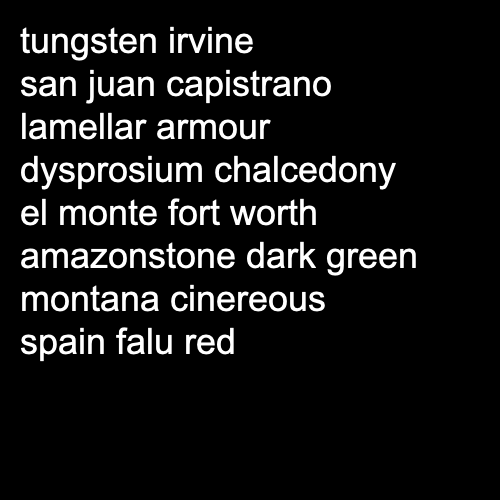 tungsten irvine
san juan capistrano
lamellar armour
dysprosium chalcedony
el monte fort worth
amazonstone dark green
montana cinereous
spain falu red